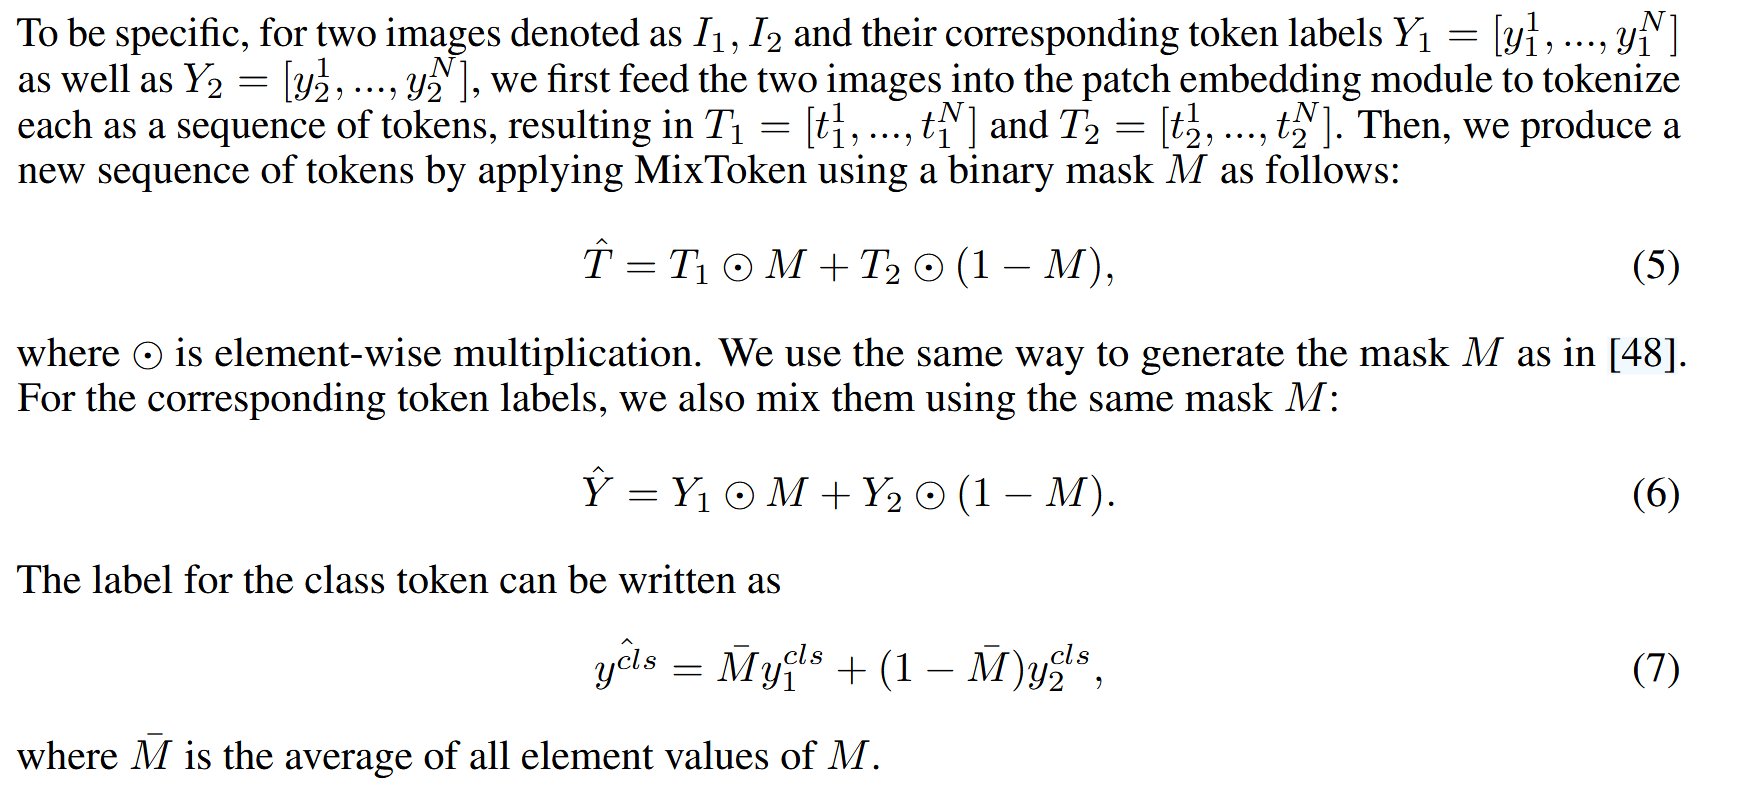 To be specific, for two images denoted as $I_1, I_2$ and their corresponding token labels $Y_1 = [y_1^1, ..., y_1^N]$
as well as $Y_2 = [y_2^1, ..., y_2^N]$, we first feed the two images into the patch embedding module to tokenize
each as a sequence of tokens, resulting in $T_1 = [t_1^1, ..., t_1^N]$ and $T_2 = [t_2^1, ..., t_2^N]$. Then, we produce a
new sequence of tokens by applying MixToken using a binary mask $M$ as follows:
$\hat{T} = T_1 \odot M + T_2 \odot (1 - M),$ (5)
where $\odot$ is element-wise multiplication. We use the same way to generate the mask $M$ as in [48].
For the corresponding token labels, we also mix them using the same mask $M$:
$\hat{Y} = Y_1 \odot M + Y_2 \odot (1 - M).$ (6)
The label for the class token can be written as
$\hat{y^{cls}} = \bar{M} y_1^{cls} + (1 - \bar{M}) y_2^{cls},$ (7)
where $\bar{M}$ is the average of all element values of $M$.